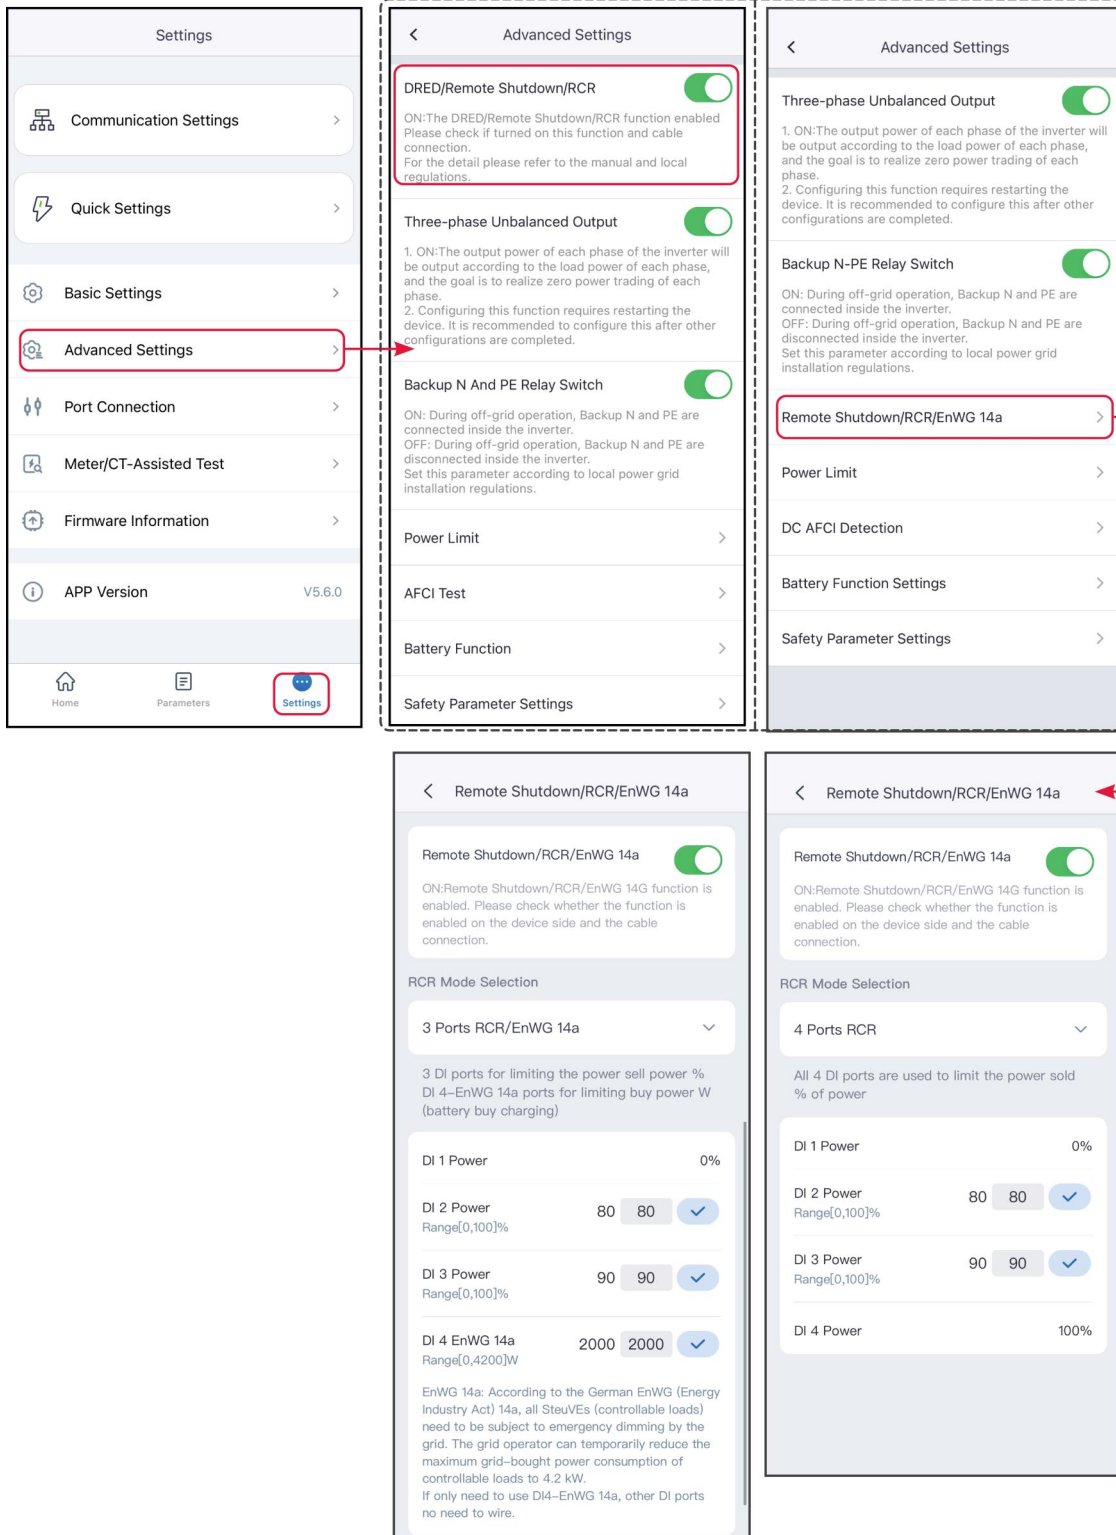 Settings
Communication Settings
Quick Settings
Basic Settings
Advanced Settings
Port Connection
Meter/CT-Assisted Test
Firmware Information
APP Version V5.6.0
Home Parameters Settings
Advanced Settings
DRED/Remote Shutdown/RCR
ON:The DRED/Remote Shutdown/RCR function enabled
Please check if turned on this function and cable
connection.
For the detail please refer to the manual and local
regulations.
Three-phase Unbalanced Output
1. ON:The output power of each phase of the inverter will
be output according to the load power of each phase,
and the goal is to realize zero power trading of each
phase.
2. Configuring this function requires restarting the
device. It is recommended to configure this after other
configurations are completed.
Backup N And PE Relay Switch
ON: During off-grid operation, Backup N and PE are
connected inside the inverter.
OFF: During off-grid operation, Backup N and PE are
disconnected inside the inverter.
Set this parameter according to local power grid
installation regulations.
Power Limit
AFCI Test
Battery Function
Safety Parameter Settings
Advanced Settings
Three-phase Unbalanced Output
1. ON:The output power of each phase of the inverter will
be output according to the load power of each phase,
and the goal is to realize zero power trading of each
phase.
2. Configuring this function requires restarting the
device. It is recommended to configure this after other
configurations are completed.
Backup N-PE Relay Switch
ON: During off-grid operation, Backup N and PE are
connected inside the inverter.
OFF: During off-grid operation, Backup N and PE are
disconnected inside the inverter.
Set this parameter according to local power grid
installation regulations.
Remote Shutdown/RCR/EnWG 14a
Power Limit
DC AFCI Detection
Battery Function Settings
Safety Parameter Settings
Remote Shutdown/RCR/EnWG 14a
Remote Shutdown/RCR/EnWG 14a
ON:Remote Shutdown/RCR/EnWG 14G function is
enabled. Please check whether the function is
enabled on the device side and the cable
connection.
RCR Mode Selection
3 Ports RCR/EnWG 14a
3 DI ports for limiting the power sell power %
DI 4-EnWG 14a ports for limiting buy power W
(battery buy charging)
DI 1 Power 0%
DI 2 Power 80 80
Range[0,100]%
DI 3 Power 90 90
Range[0,100]%
DI 4 EnWG 14a 2000 2000
Range[0,4200]W
EnWG 14a: According to the German EnWG (Energy
Industry Act) 14a, all SteuVEs (controllable loads)
need to be subject to emergency dimming by the
grid. The grid operator can temporarily reduce the
maximum grid-bought power consumption of
controllable loads to 4.2 kW.
If only need to use DI4-EnWG 14a, other DI ports
no need to wire.
Remote Shutdown/RCR/EnWG 14a
Remote Shutdown/RCR/EnWG 14a
ON:Remote Shutdown/RCR/EnWG 14G function is
enabled. Please check whether the function is
enabled on the device side and the cable
connection.
RCR Mode Selection
4 Ports RCR
All 4 DI ports are used to limit the power sold
% of power
DI 1 Power 0%
DI 2 Power 80 80
Range[0,100]%
DI 3 Power 90 90
Range[0,100]%
DI 4 Power 100%